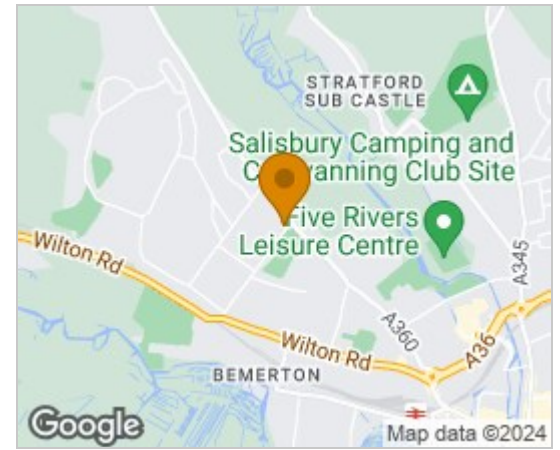 STRATFORD
SUB CASTLE
Salisbury Camping and
Club Site
Five Rivers
Leisure Centre
Wilton Rd
A345
A360
Wilton Rd
A36
BEMERTON
Google
Map data ©2024